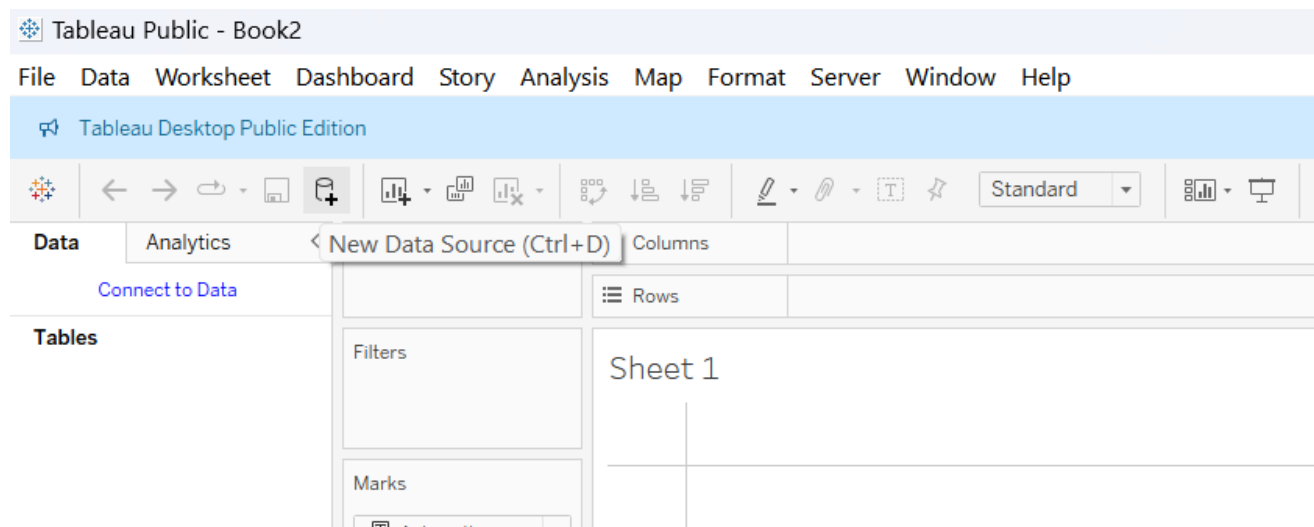 Tableau Public - Book2
File Data Worksheet Dashboard Story Analysis Map Format Server Window Help
Tableau Desktop Public Edition
Standard
Data Analytics
New Data Source (Ctrl+D)
Columns
Connect to Data
Rows
Tables
Filters
Sheet 1
Marks